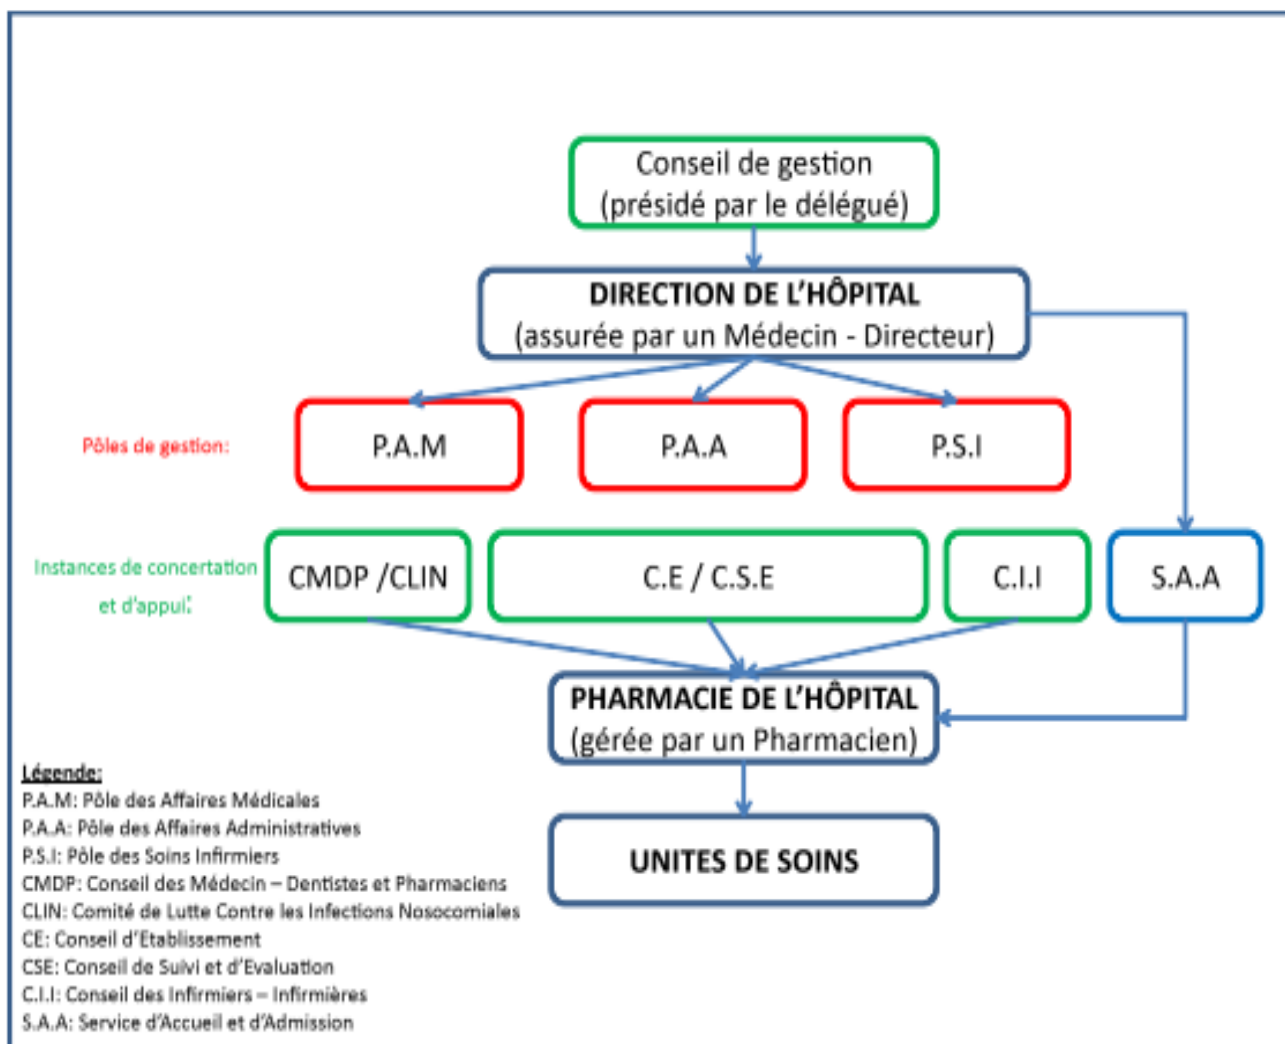 Conseil de gestion
(présidé par le délégué)
DIRECTION DE L'HÔPITAL
(assurée par un Médecin - Directeur)
Pôles de gestion:
P.A.M
P.A.A
P.S.I
Instances de concertation
et d'appui:
CMDP /CLIN
C.E / C.S.E
C.I.I
S.A.A
PHARMACIE DE L'HÔPITAL
(gérée par un Pharmacien)
UNITES DE SOINS
Légende:
P.A.M: Pôle des Affaires Médicales
P.A.A: Pôle des Affaires Administratives
P.S.I: Pôle des Soins Infirmiers
CMDP: Conseil des Médecin – Dentistes et Pharmaciens
CLIN: Comité de Lutte Contre les Infections Nosocomiales
CE: Conseil d'Etablissement
CSE: Conseil de Suivi et d'Evaluation
C.I.I: Conseil des Infirmiers – Infirmières
S.A.A: Service d'Accueil et d'Admission